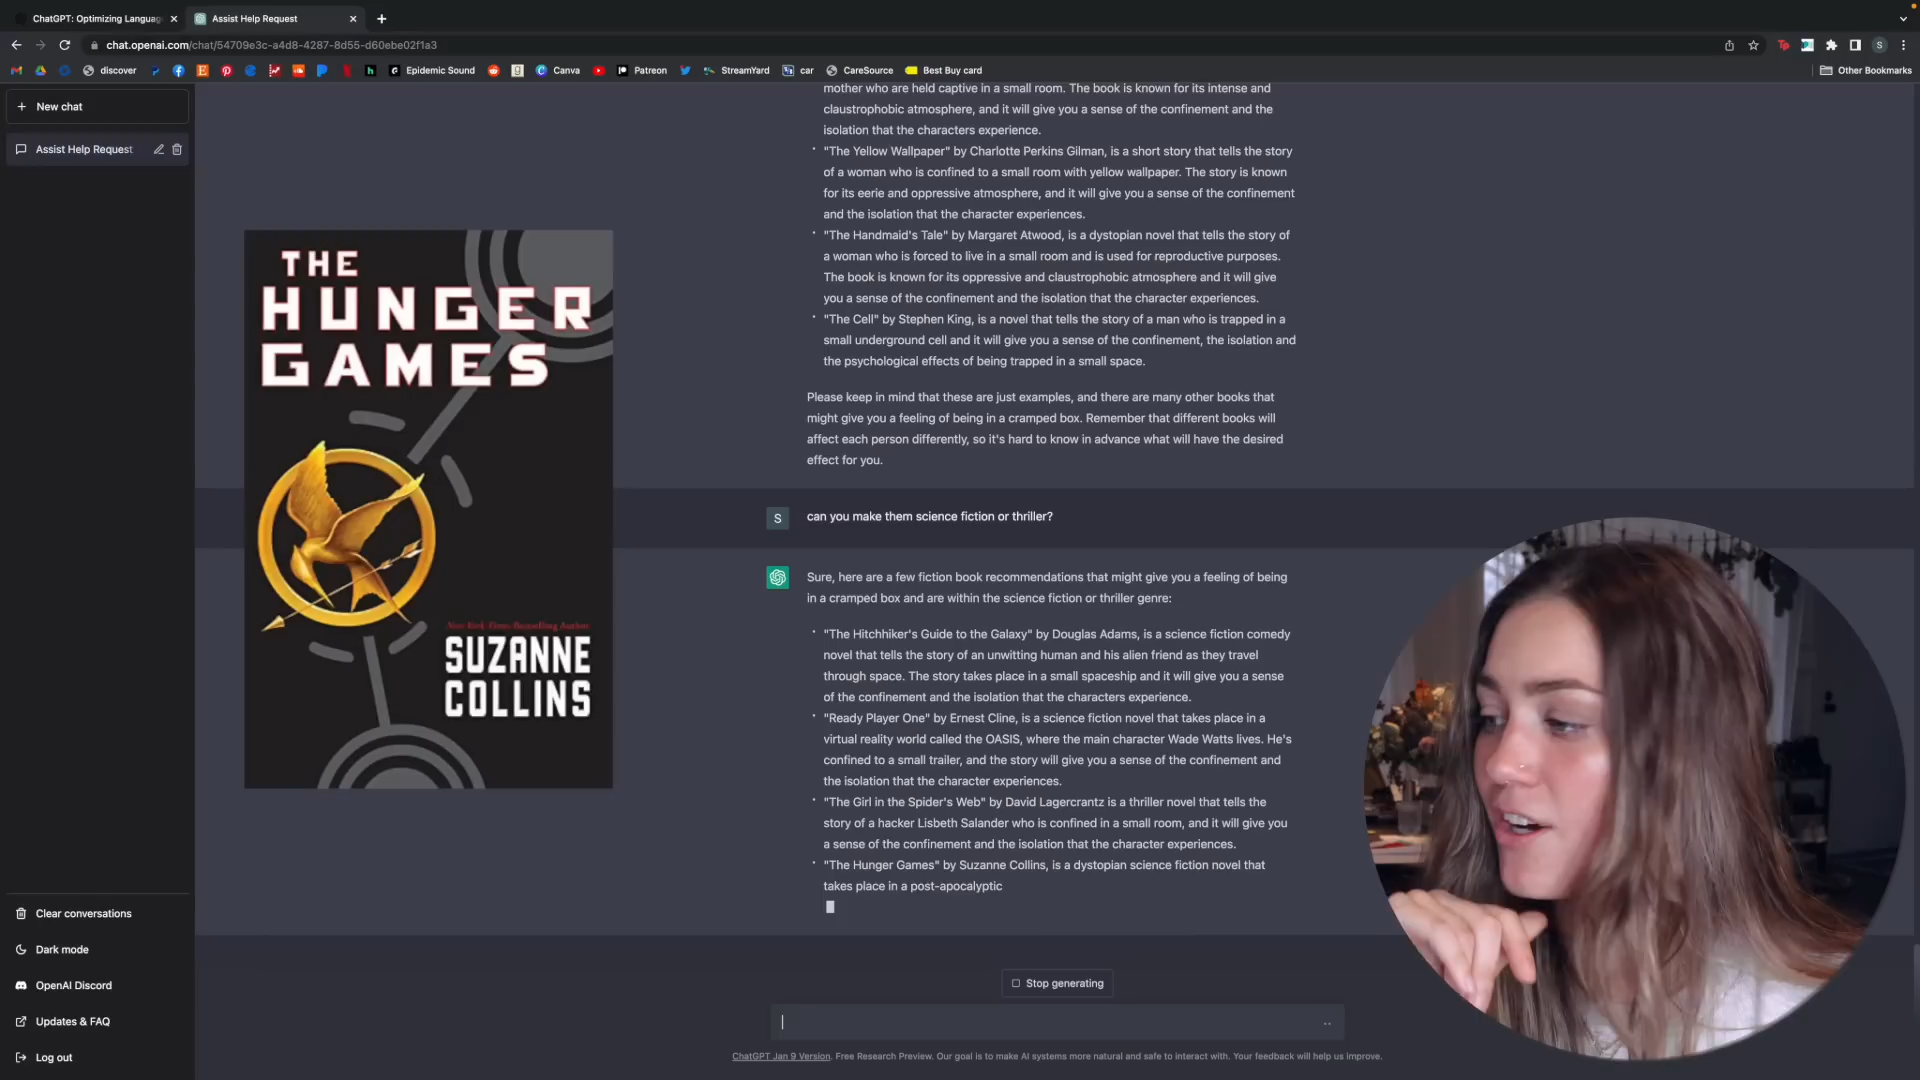 ChatGPT: Optimizing Languag
Assist Help Request
chat.openai.com/chat/54709e3c-a4d8-4287-8d55-d60ebe02f1a3
discover
Epidemic Sound
Canva
Patreon
StreamYard
car
CareSource
Best Buy card
Other Bookmarks
New chat
Assist Help Request
Clear conversations
Dark mode
OpenAI Discord
Updates & FAQ
Log out
THE
HUNGER
GAMES
New York Times Bestselling Author
SUZANNE
COLLINS
mother who are held captive in a small room. The book is known for its intense and
claustrophobic atmosphere, and it will give you a sense of the confinement and the
isolation that the characters experience.
"The Yellow Wallpaper" by Charlotte Perkins Gilman, is a short story that tells the story
of a woman who is confined to a small room with yellow wallpaper. The story is known
for its eerie and oppressive atmosphere, and it will give you a sense of the confinement
and the isolation that the character experiences.
"The Handmaid's Tale" by Margaret Atwood, is a dystopian novel that tells the story of
a woman who is forced to live in a small room and is used for reproductive purposes.
The book is known for its oppressive and claustrophobic atmosphere and it will give
you a sense of the confinement and the isolation that the character experiences.
"The Cell" by Stephen King, is a novel that tells the story of a man who is trapped in a
small underground cell and it will give you a sense of the confinement, the isolation and
the psychological effects of being trapped in a small space.
Please keep in mind that these are just examples, and there are many other books that
might give you a feeling of being in a cramped box. Remember that different books will
affect each person differently, so it's hard to know in advance what will have the desired
effect for you.
S
can you make them science fiction or thriller?
Sure, here are a few fiction book recommendations that might give you a feeling of being
in a cramped box and are within the science fiction or thriller genre:
"The Hitchhiker's Guide to the Galaxy" by Douglas Adams, is a science fiction comedy
novel that tells the story of an unwitting human and his alien friend as they travel
through space. The story takes place in a small spaceship and it will give you a sense
of the confinement and the isolation that the characters experience.
"Ready Player One" by Ernest Cline, is a science fiction novel that takes place in a
virtual reality world called the OASIS, where the main character Wade Watts lives. He's
confined to a small trailer, and the story will give you a sense of the confinement and
the isolation that the character experiences.
"The Girl in the Spider's Web" by David Lagercrantz is a thriller novel that tells the
story of a hacker Lisbeth Salander who is confined in a small room, and it will give you
a sense of the confinement and the isolation that the character experiences.
"The Hunger Games" by Suzanne Collins, is a dystopian science fiction novel that
takes place in a post-apocalyptic
Stop generating
ChatGPT Jan 9 Version. Free Research Preview. Our goal is to make AI systems more natural and safe to interact with. Your feedback will help us improve.